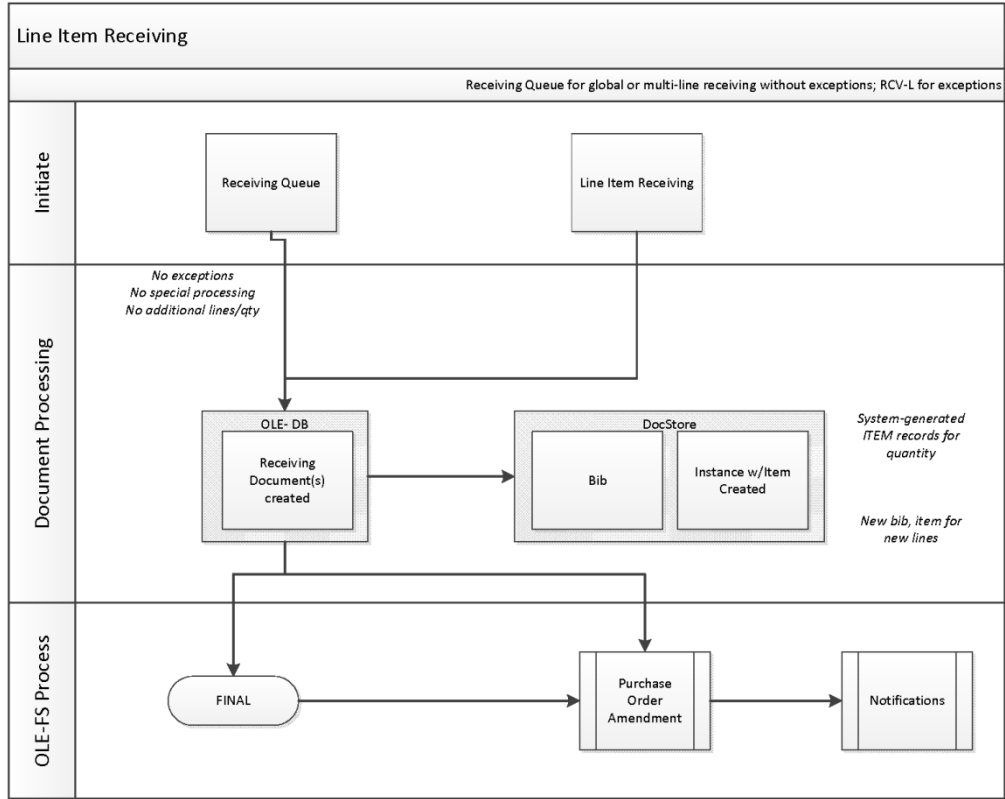 Line Item Receiving
Receiving Queue for global or multi-line receiving without exceptions; RCV-L for exceptions
Initiate
Receiving Queue
Line Item Receiving
Document Processing
No exceptions
No special processing
No additional lines/qty
OLE- DB
Receiving
Document(s)
created
DocStore
Bib
Instance w/Item
Created
System-generated
ITEM records for
quantity
New bib, item for
new lines
OLE-FS Process
FINAL
Purchase
Order
Amendment
Notifications